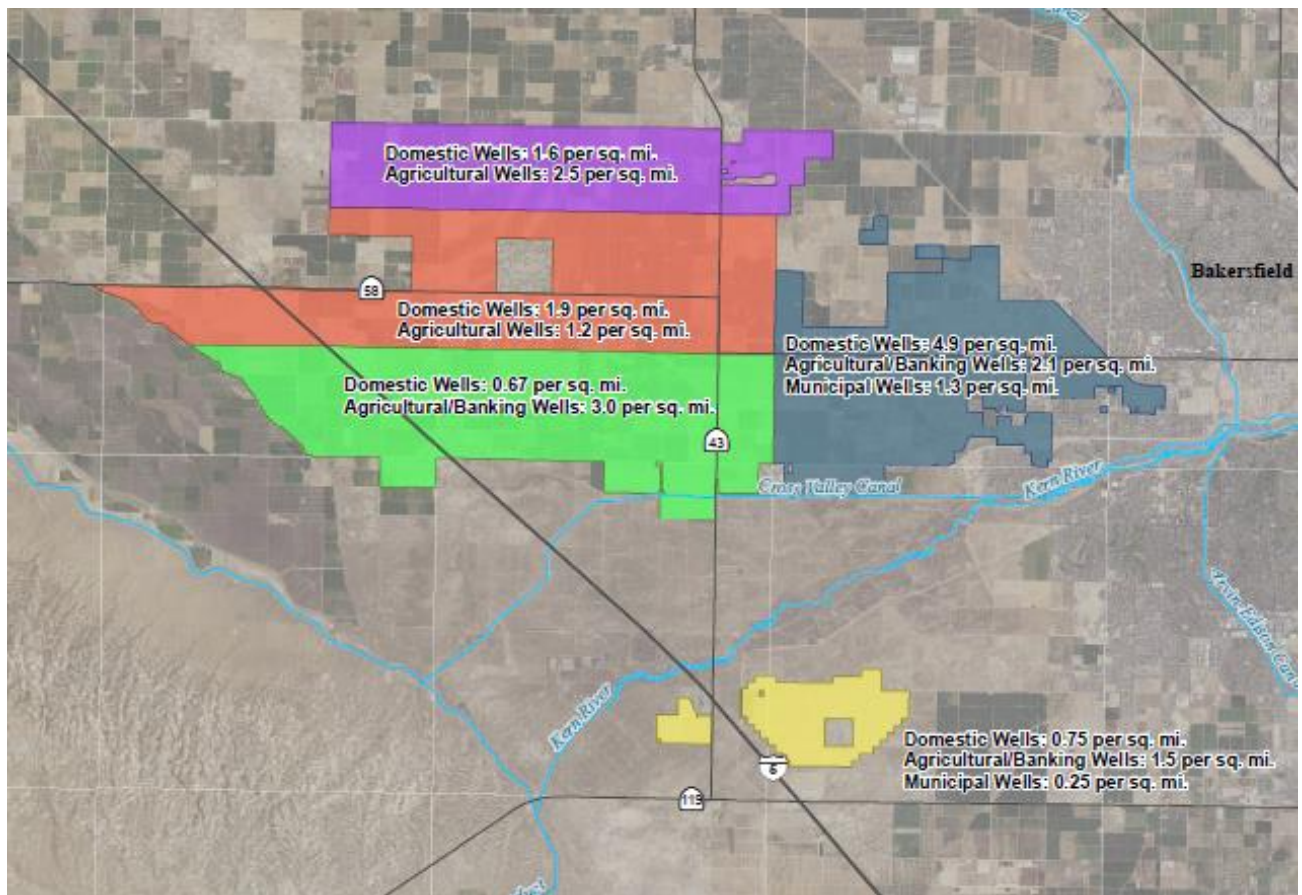 Domestic Wells: 1.6 per sq. mi.
Agricultural Wells: 2.5 per sq. mi.
Bakersfield
58
Domestic Wells: 1.9 per sq. mi.
Agricultural Wells: 1.2 per sq. mi.
Domestic Wells: 4.9 per sq. mi.
Agricultural/Banking Wells: 2.1 per sq. mi.
Municipal Wells: 1.3 per sq. mi.
Domestic Wells: 0.67 per sq. mi.
Agricultural/Banking Wells: 3.0 per sq. mi.
43
Cross Valley Canal
Kern River
Kern River
Domestic Wells: 0.75 per sq. mi.
Agricultural/Banking Wells: 1.5 per sq. mi.
Municipal Wells: 0.25 per sq. mi.